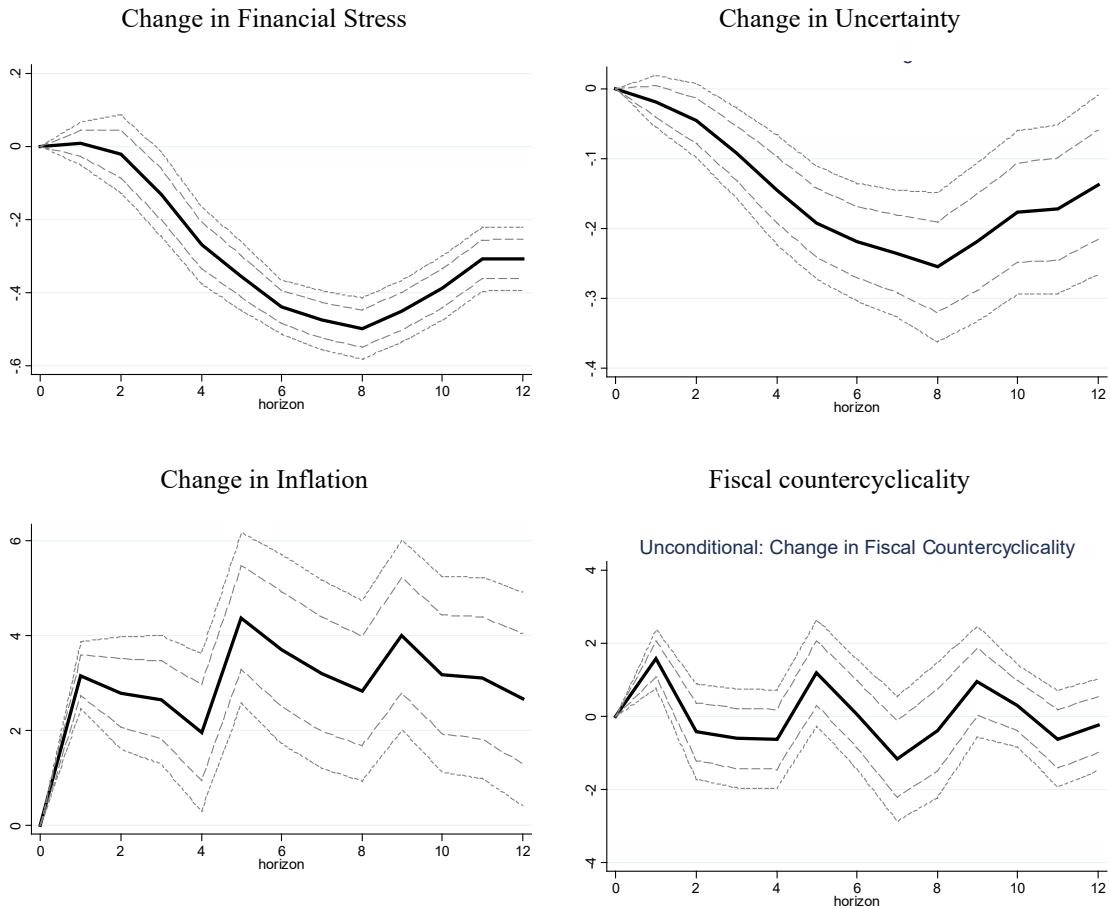 Change in Financial Stress
.2
0
-.2
-.4
-.6
0 2 4 6 8 10 12
horizon
Change in Uncertainty
0
-.1
-.2
-.3
-.4
0 2 4 6 8 10 12
horizon
Change in Inflation
6
4
2
0
0 2 4 6 8 10 12
horizon
Fiscal countercyclicality
Unconditional: Change in Fiscal Countercyclicality
4
2
0
-2
-4
0 2 4 6 8 10 12
horizon